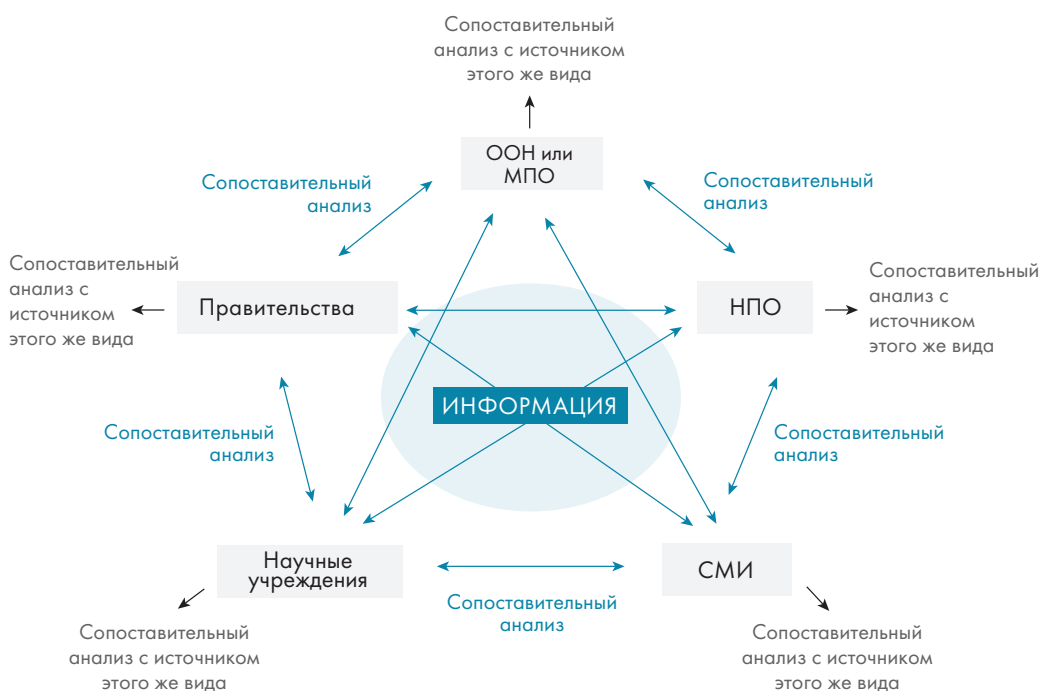 Сопоставительный
анализ с источником
этого же вида
ООН или
МПО
Сопоставительный
анализ
Сопоставительный
анализ
Сопоставительный
анализ с
источником
этого же вида
Правительства
НПО
Сопоставительный
анализ с
источником
этого же вида
ИНФОРМАЦИЯ
Сопоставительный
анализ
Сопоставительный
анализ
Научные
учреждения
СМИ
Сопоставительный
анализ
Сопоставительный
анализ с источником
этого же вида
Сопоставительный
анализ с источником
этого же вида